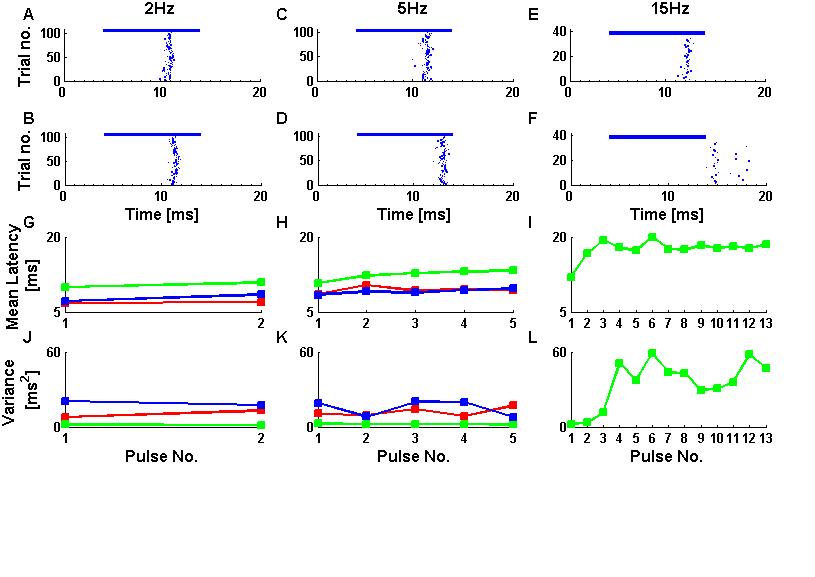 A 2Hz C 5Hz E 15Hz
Trial no. 100 50 0 100 50 0 40 20 0
0 10 20 0 10 20 0 10 20
B D F
Trial no. 100 50 0 100 50 0 40 20 0
0 10 20 0 10 20 0 10 20
Time [ms] Time [ms] Time [ms]
G H I
Mean Latency [ms] 20 5 20 5 20 5
1 2 1 2 3 4 5 1 2 3 4 5 6 7 8 9 10 11 12 13
J K L
Variance [ms2] 60 0 60 0 60 0
1 2 1 2 3 4 5 1 2 3 4 5 6 7 8 9 10 11 12 13
Pulse No. Pulse No. Pulse No.